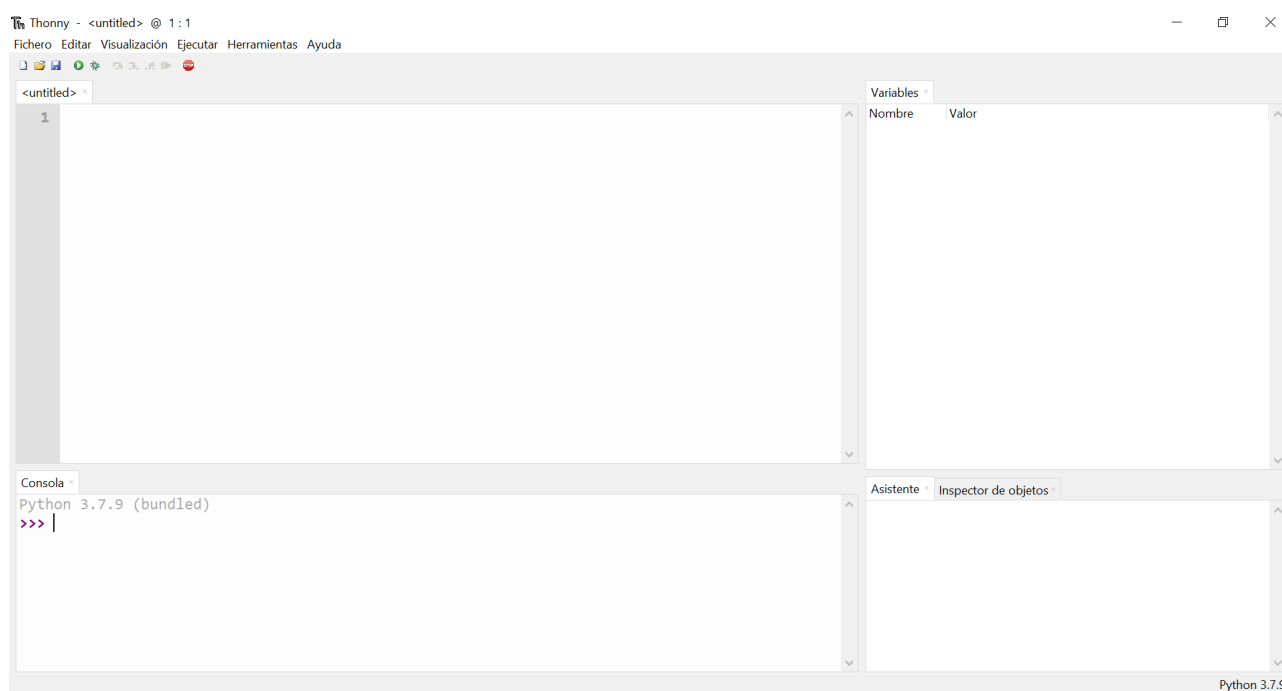 Thonny - <untitled> @ 1 : 1
Fichero Editar Visualización Ejecutar Herramientas Ayuda
<untitled>
1
Variables
Nombre Valor
Consola
Python 3.7.9 (bundled)
>>>
Asistente Inspector de objetos
Python 3.7.9